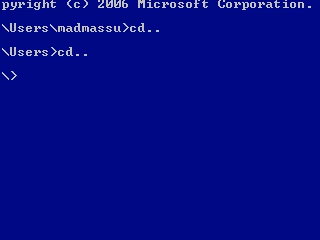 pyright (c) 2006 Microsoft Corporation.
\Users\madmassu>cd..
\Users>cd..
\>